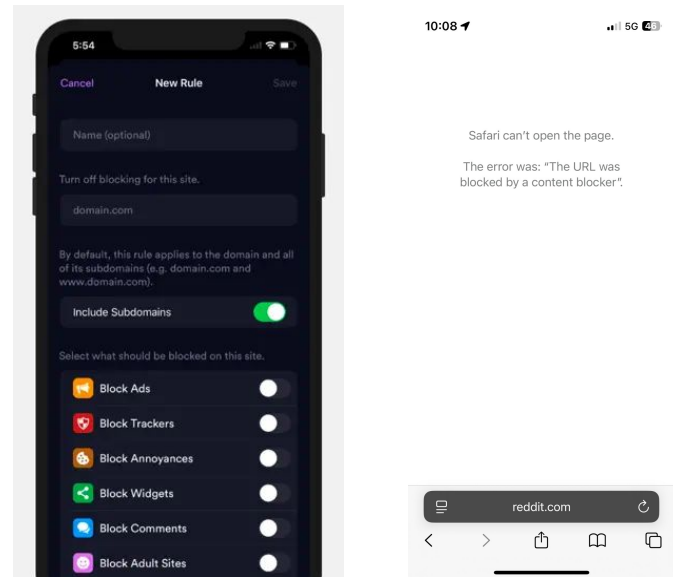 5:54
Cancel New Rule Save
Name (optional)
Turn off blocking for this site.
domain.com
By default, this rule applies to the domain and all
of its subdomains (e.g. domain.com and
www.domain.com).
Include Subdomains
Select what should be blocked on this site.
Block Ads
Block Trackers
Block Annoyances
Block Widgets
Block Comments
Block Adult Sites
10:08 5G 46
Safari can’t open the page.
The error was: “The URL was
blocked by a content blocker”.
reddit.com